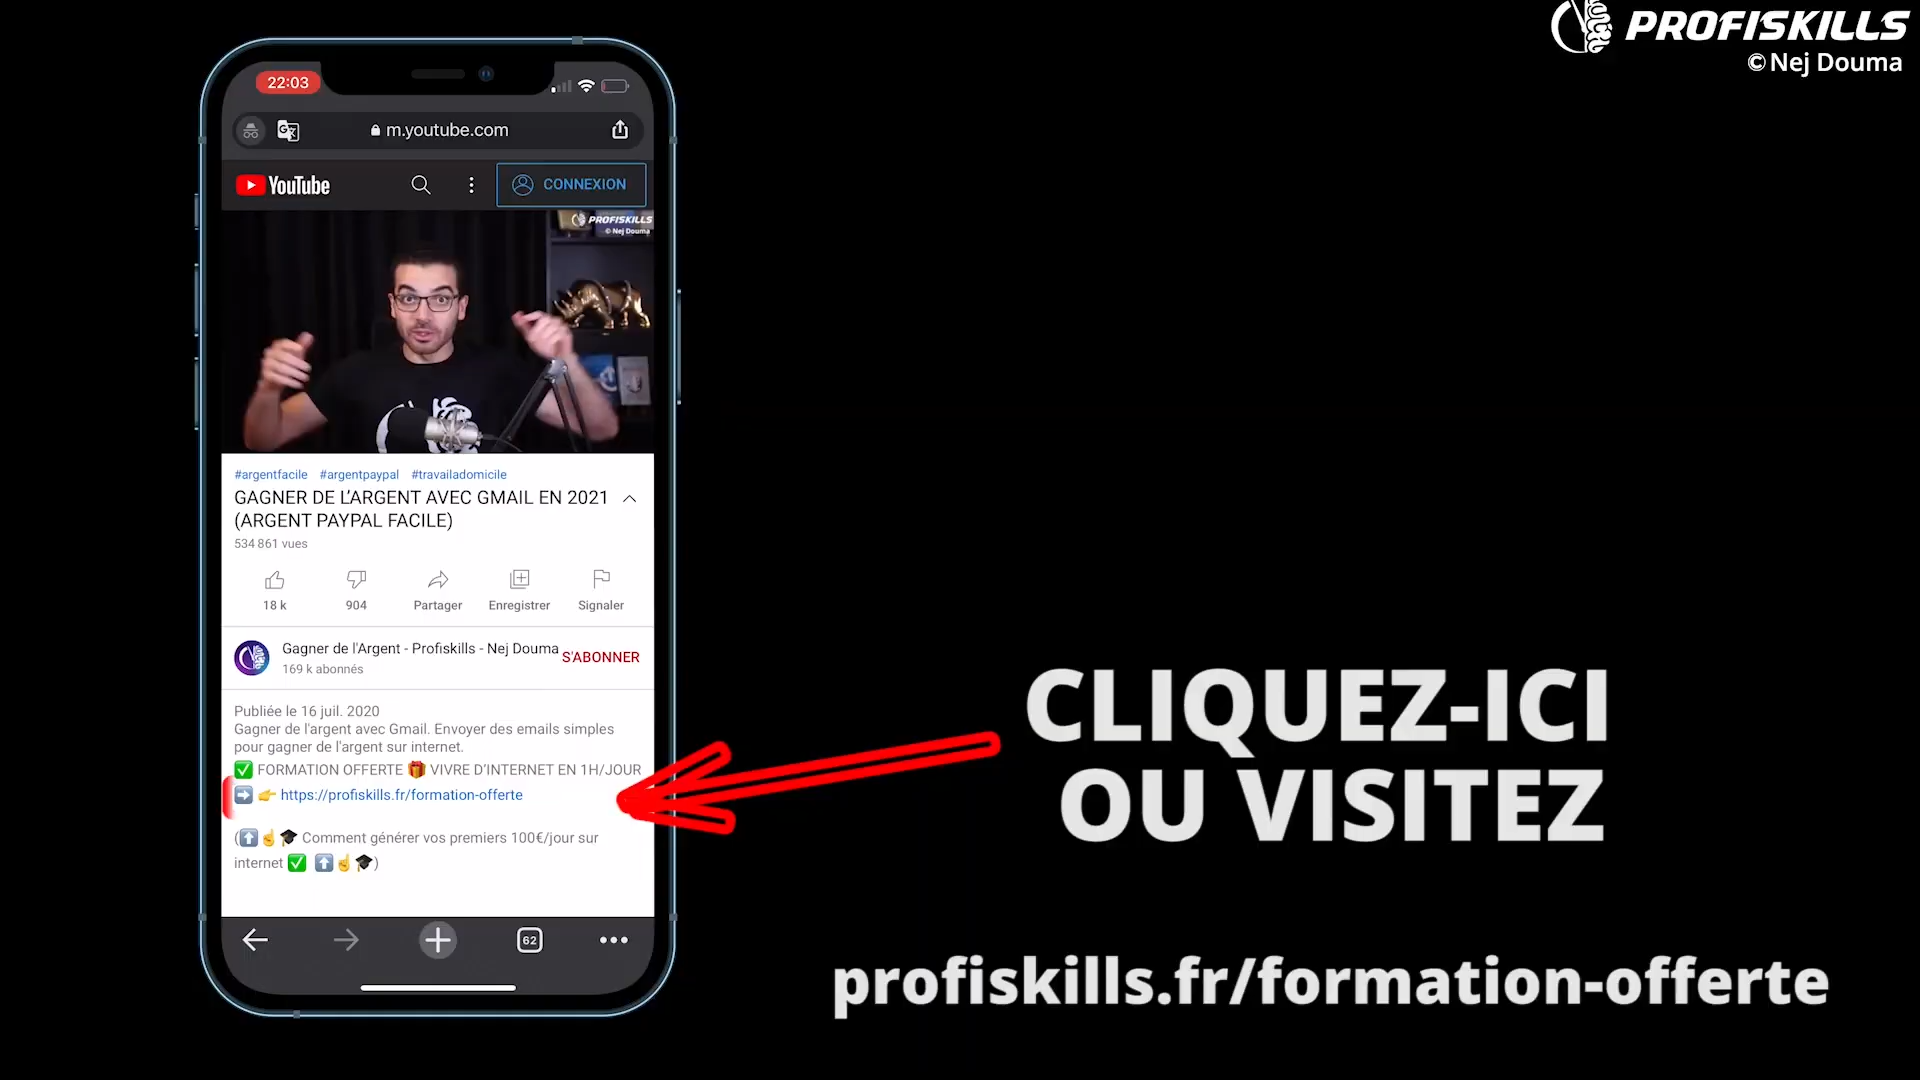 PROFISKILLS
© Nej Douma
22:03
m.youtube.com
YouTube
CONNEXION
PROFISKILLS
© Nej Douma
#argentfacile #argentpaypal #travailadomicile
GAGNER DE L'ARGENT AVEC GMAIL EN 2021
(ARGENT PAYPAL FACILE)
534 861 vues
18 k 904 Partager Enregistrer Signaler
Gagner de l'Argent - Profiskills - Nej Douma
169 k abonnés
S'ABONNER
Publiée le 16 juil. 2020
Gagner de l'argent avec Gmail. Envoyer des emails simples
pour gagner de l'argent sur internet.
✅ FORMATION OFFERTE 🎁 VIVRE D'INTERNET EN 1H/JOUR
➡️ 👉 https://profiskills.fr/formation-offerte
(⬆️☝️🎓 Comment générer vos premiers 100€/jour sur
internet ✅ ⬆️☝️🎓)
62
CLIQUEZ-ICI
OU VISITEZ
profiskills.fr/formation-offerte